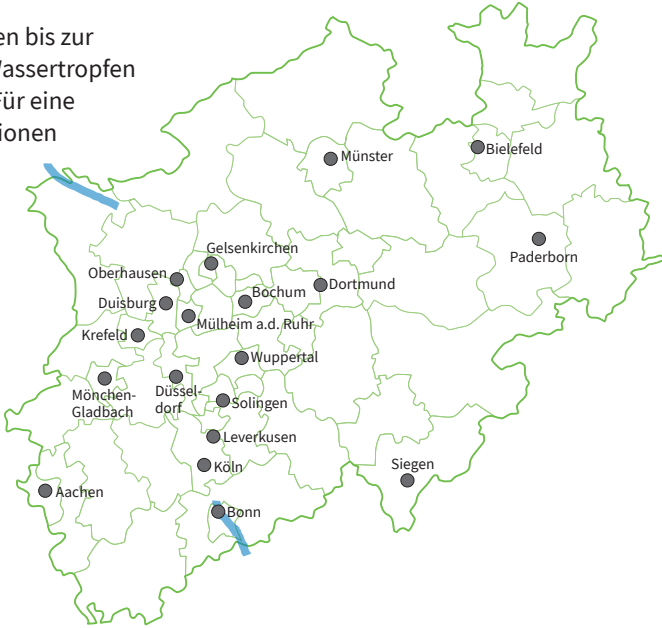 en bis zur
Wassertropfen
Für eine
ionen
Münster
Bielefeld
Paderborn
Gelsenkirchen
Oberhausen
Bochum
Dortmund
Duisburg
Mülheim a.d. Ruhr
Krefeld
Wuppertal
Mönchen-
Gladbach
Düssel-
dorf
Solingen
Leverkusen
Köln
Siegen
Aachen
Bonn